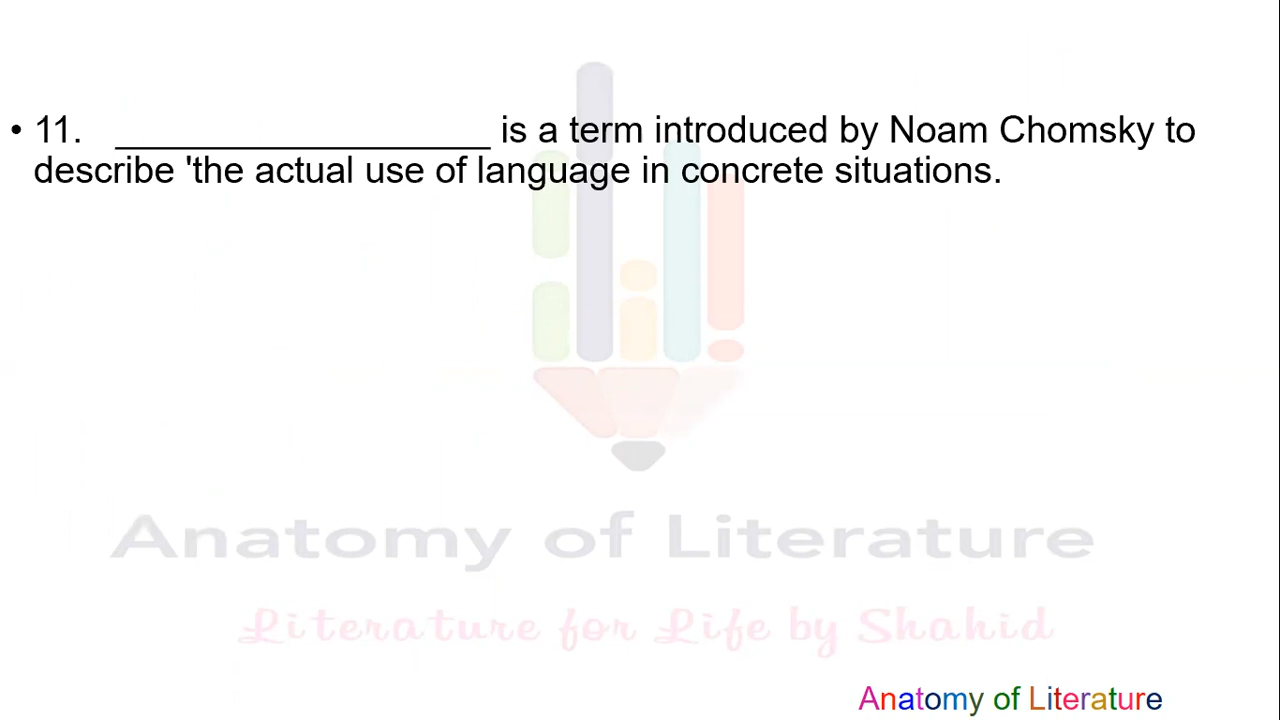 • 11. __________________ is a term introduced by Noam Chomsky to
describe 'the actual use of language in concrete situations.
Anatomy of Literature
Literature for Life by Shahid
Anatomy of Literature